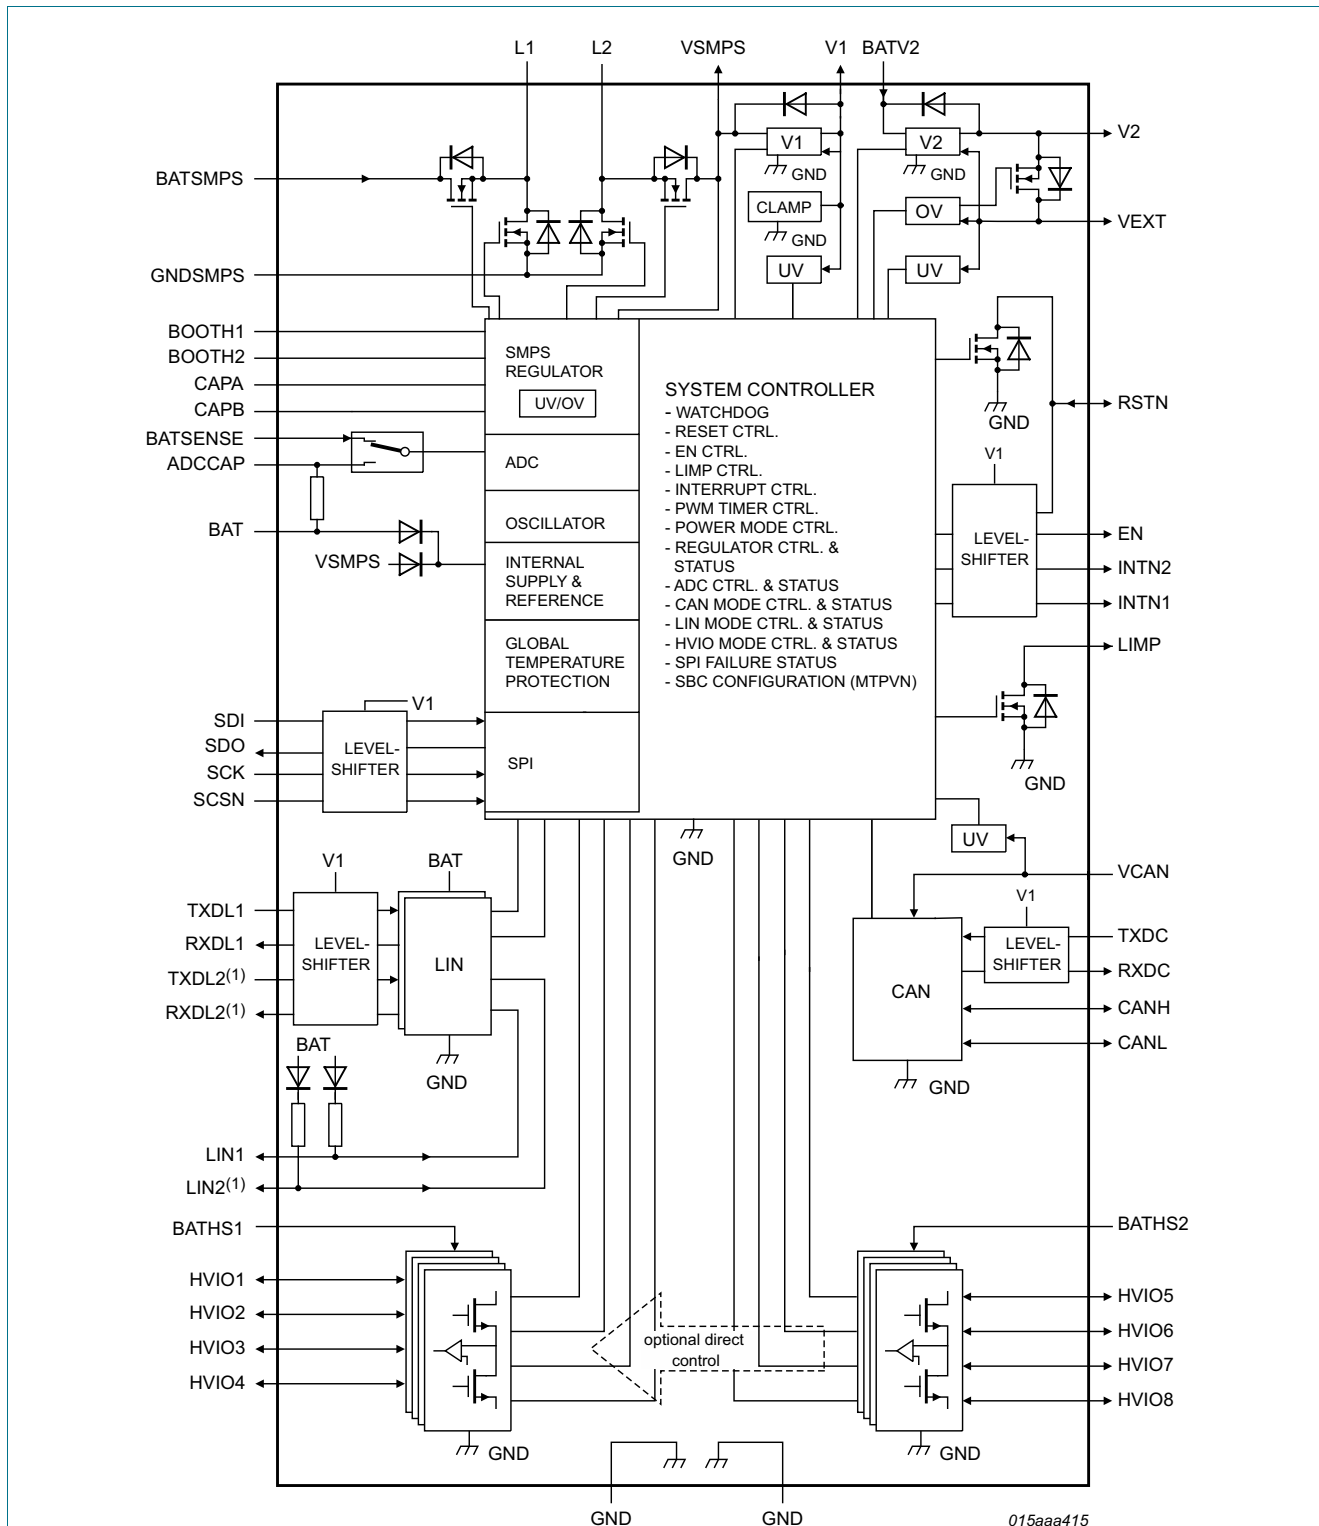 L1 L2 VSMPS V1 BATV2
V1 V2 V2
GND GND
BATSMPS
CLAMP OV VEXT
GND
GNDSMPS UV UV
BOOTH1
BOOTH2
CAPA
CAPB
BATSENSE
ADCCAP
BAT
VSMPS
SMPS
REGULATOR
UV/OV
ADC
OSCILLATOR
INTERNAL
SUPPLY &
REFERENCE
GLOBAL
TEMPERATURE
PROTECTION
SPI
SYSTEM CONTROLLER
- WATCHDOG
- RESET CTRL.
- EN CTRL.
- LIMP CTRL.
- INTERRUPT CTRL.
- PWM TIMER CTRL.
- POWER MODE CTRL.
- REGULATOR CTRL. &
STATUS
- ADC CTRL. & STATUS
- CAN MODE CTRL. & STATUS
- LIN MODE CTRL. & STATUS
- HVIO MODE CTRL. & STATUS
- SPI FAILURE STATUS
- SBC CONFIGURATION (MTPVN)
GND
RSTN
V1
LEVEL-
SHIFTER
EN
INTN2
INTN1
LIMP
GND
V1
SDI
SDO
SCK
SCSN
LEVEL-
SHIFTER
GND
UV
VCAN
V1 BAT
TXDL1
RXDL1
TXDL2(1)
RXDL2(1)
LEVEL-
SHIFTER
LIN
GND
V1
LEVEL-
SHIFTER
TXDC
RXDC
CAN
CANH
CANL
GND
BAT
LIN1
LIN2(1)
BATHS1
HVIO1
HVIO2
HVIO3
HVIO4
GND
optional direct
control
BATHS2
HVIO5
HVIO6
HVIO7
HVIO8
GND
GND GND
015aaa415